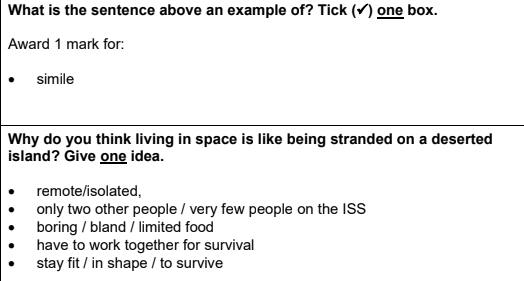 What is the sentence above an example of? Tick (✓) one box.
Award 1 mark for:
• simile
Why do you think living in space is like being stranded on a deserted
island? Give one idea.
• remote/isolated,
• only two other people / very few people on the ISS
• boring / bland / limited food
• have to work together for survival
• stay fit / in shape / to survive